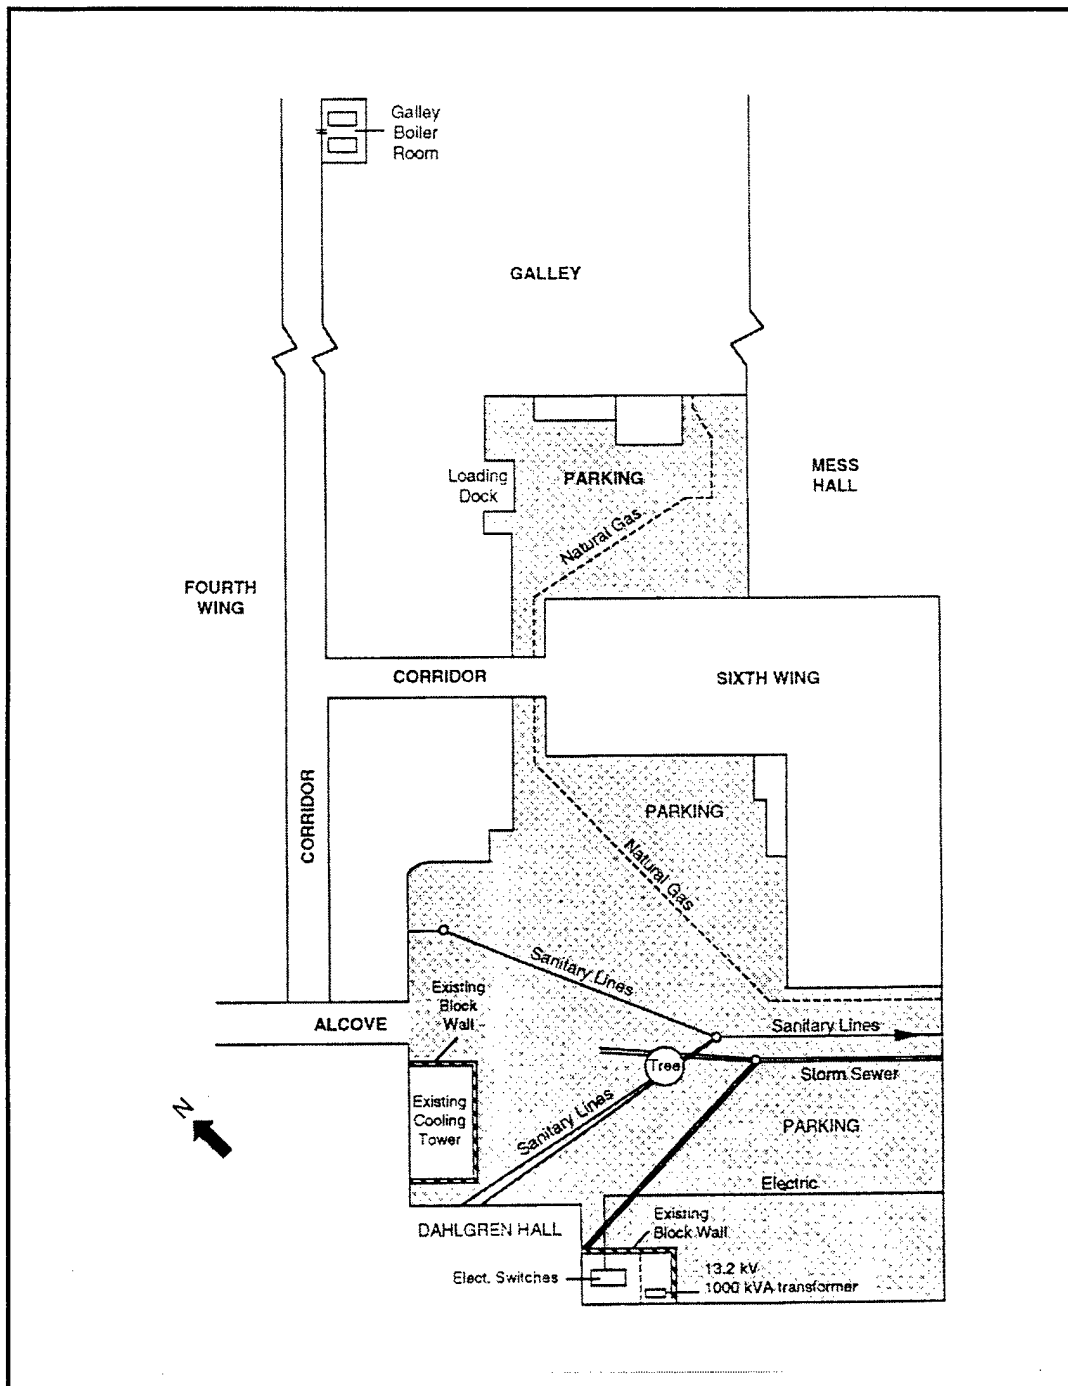 Galley
Boiler
Room
GALLEY
MESS
HALL
Loading
Dock
PARKING
Natural Gas
FOURTH
WING
CORRIDOR
SIXTH WING
CORRIDOR
PARKING
Natural Gas
Sanitary Lines
Existing
Block
Wall
ALCOVE
Sanitary Lines
Tree
Storm Sewer
Existing
Cooling
Tower
Sanitary Lines
PARKING
N
Electric
DAHLGREN HALL
Existing
Block Wall
Elect. Switches
13.2 kV
1000 kVA transformer